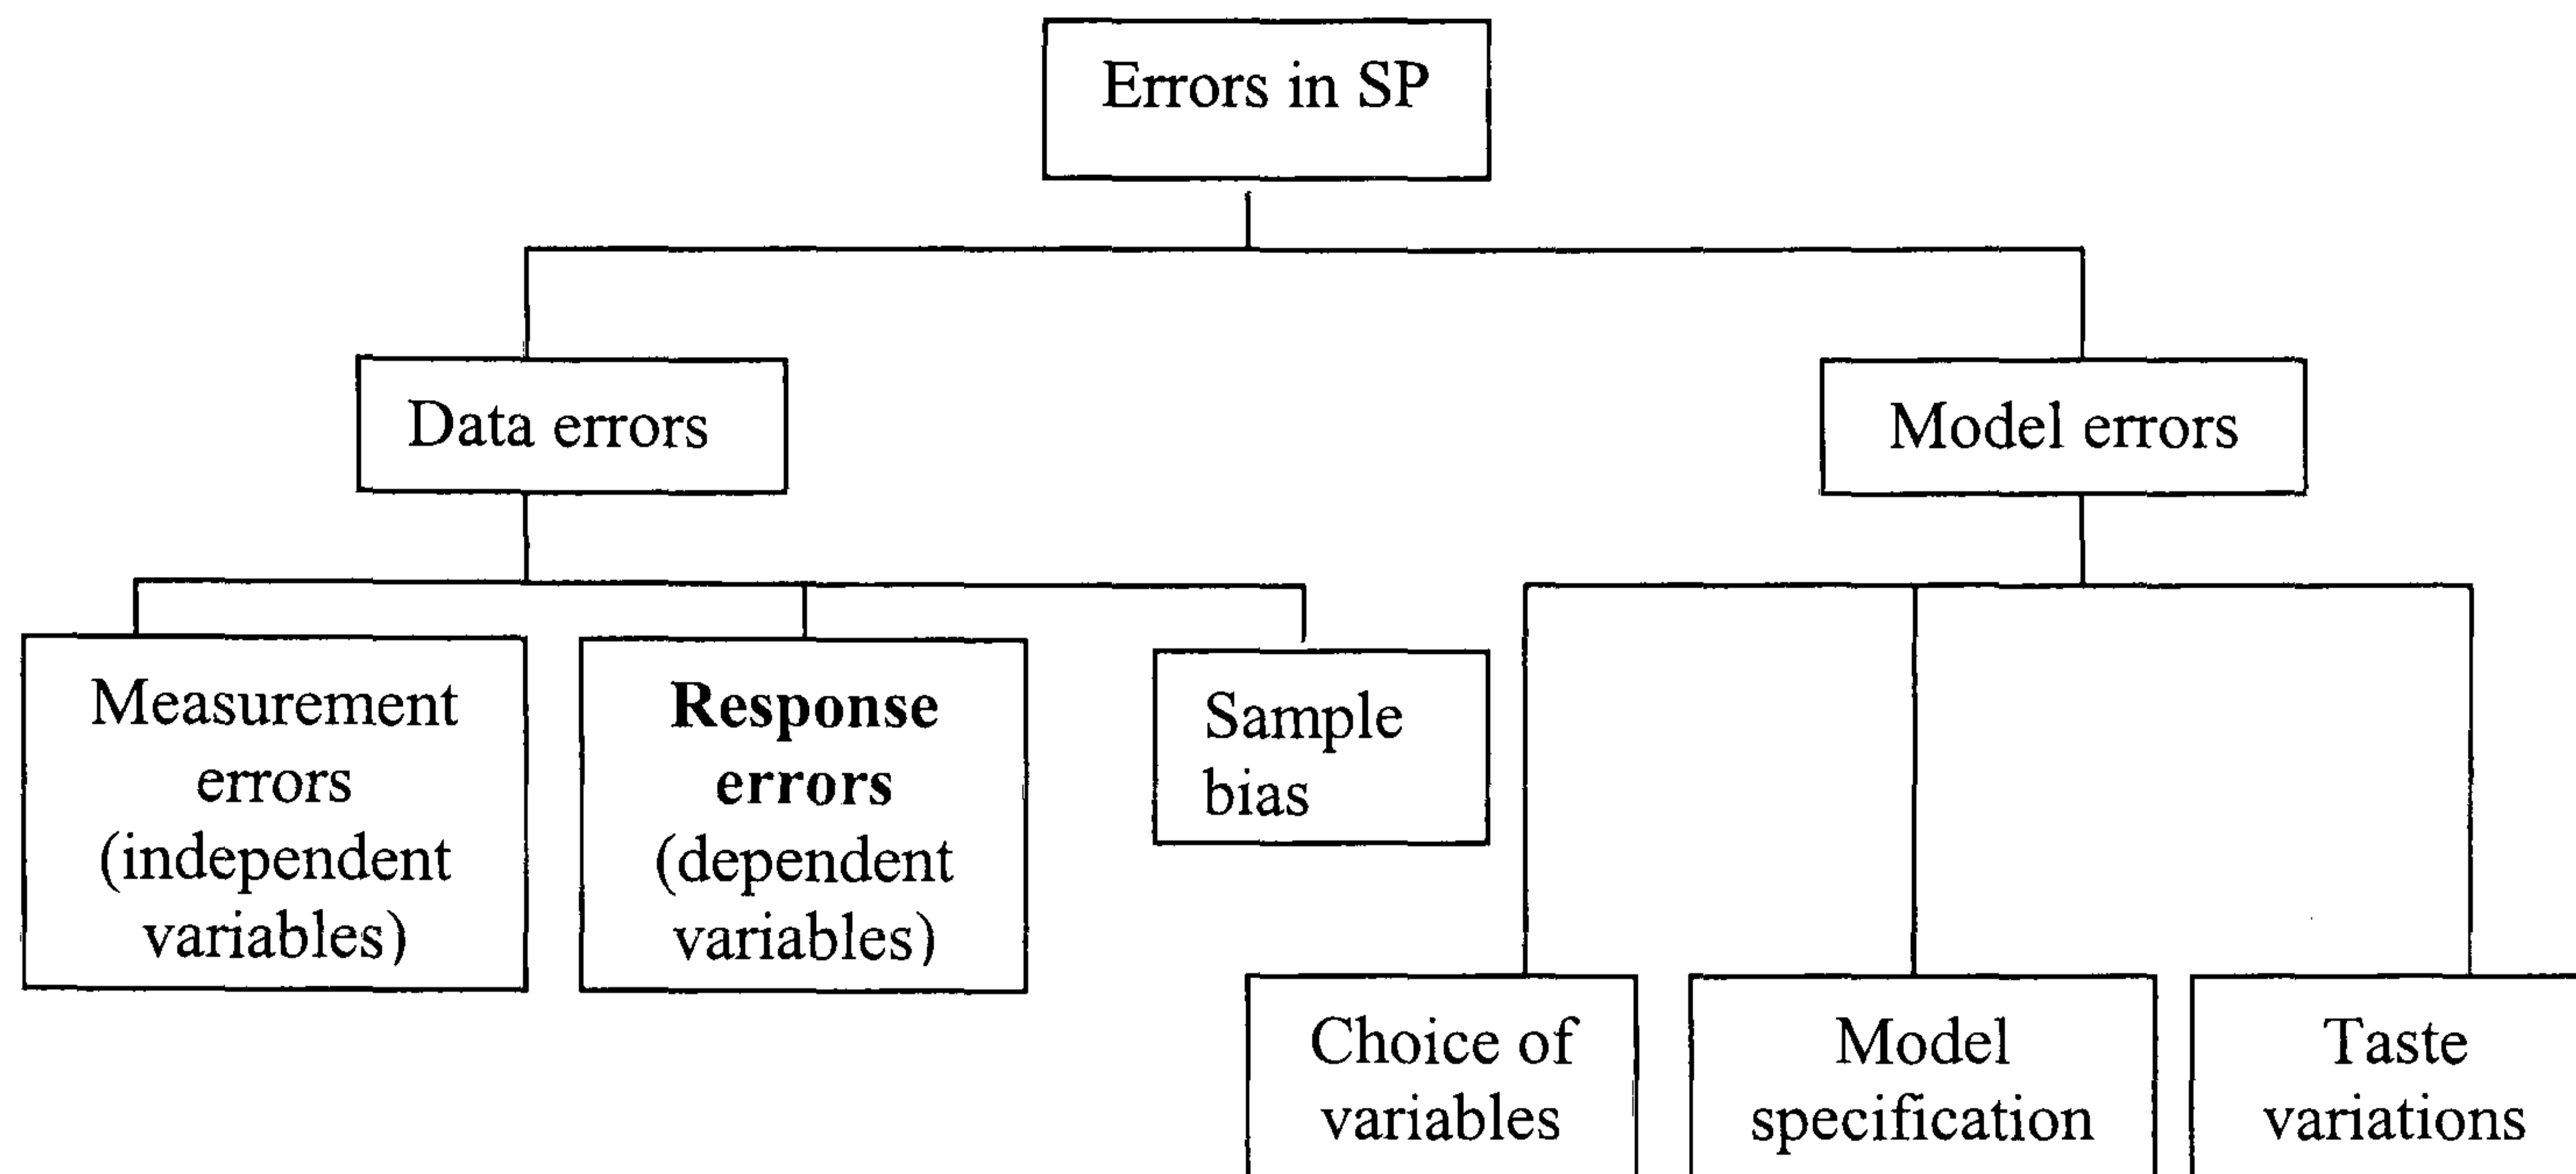 Errors in SP
Data errors
Model errors
Measurement
errors
(independent
variables)
Response
errors
(dependent
variables)
Sample
bias
Choice of
variables
Model
specification
Taste
variations